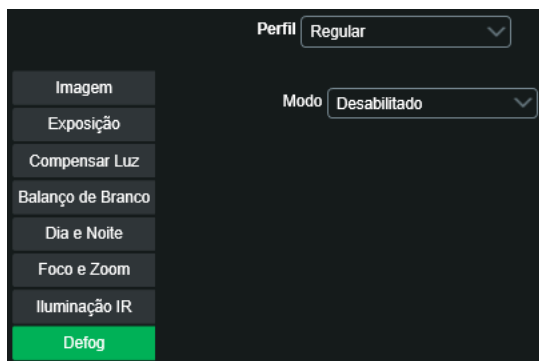 Perfil Regular
Imagem
Modo Desabilitado
Exposição
Compensar Luz
Balanço de Branco
Dia e Noite
Foco e Zoom
Iluminação IR
Defog